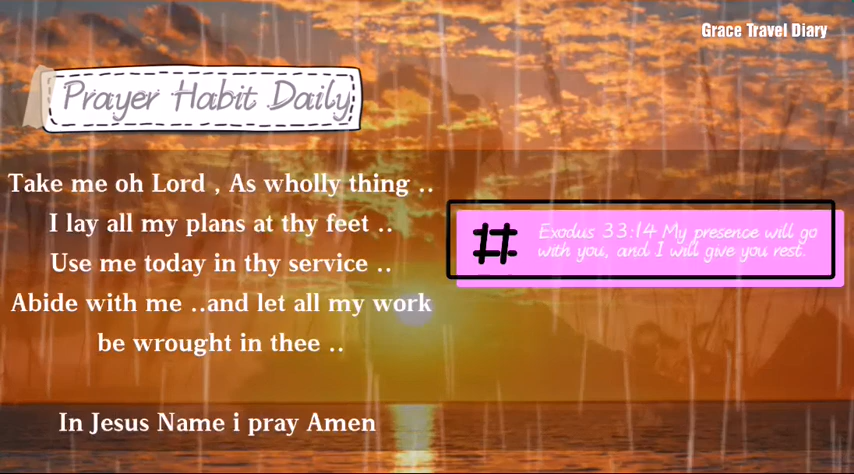 Grace Travel Diary
Prayer Habit Daily
Take me oh Lord , As wholly thing ..
I lay all my plans at thy feet ..
Use me today in thy service ..
Abide with me ..and let all my work
be wrought in thee ..
In Jesus Name i pray Amen
# Exodus 33:14 My presence will go
with you, and I will give you rest.